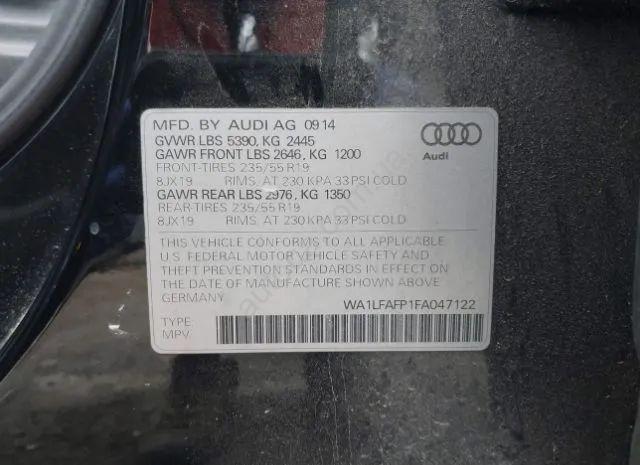 MFD. BY AUDI AG 09 14
GVWR LBS 5390, KG 2445
GAWR FRONT LBS 2646, KG 1200
FRONT-TIRES 235/55 R19
8JX19 RIMS, AT 230 KPA 33 PSI COLD
GAWR REAR LBS 2976, KG 1350
REAR-TIRES 235/55 R19
8JX19 RIMS, AT 230 KPA 33 PSI COLD
Audi
THIS VEHICLE CONFORMS TO ALL APPLICABLE
U.S. FEDERAL MOTOR VEHICLE SAFETY AND
THEFT PREVENTION STANDARDS IN EFFECT ON
THE DATE OF MANUFACTURE SHOWN ABOVE
GERMANY
WA1LFAFP1FA047122
TYPE:
MPV